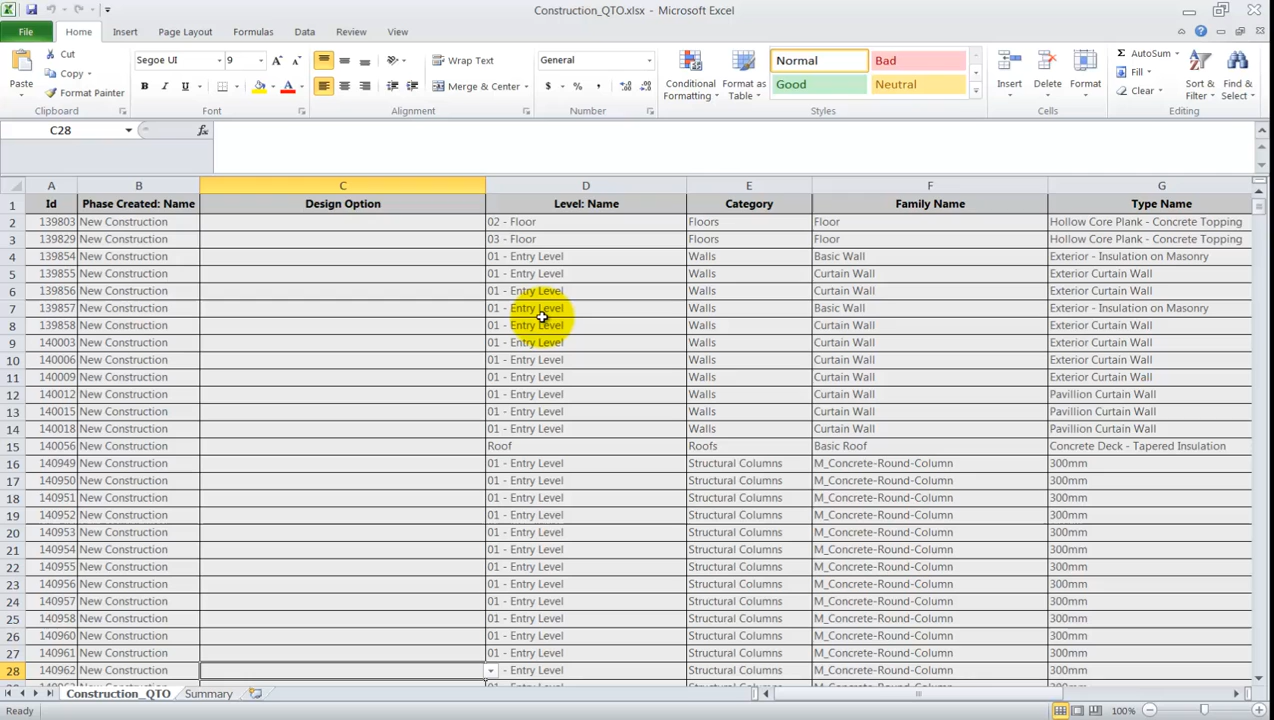 Construction_QTO.xlsx - Microsoft Excel
File Home Insert Page Layout Formulas Data Review View
Paste Cut Copy Format Painter Clipboard
Segoe UI 9 A A B I U A Font
Wrap Text Merge & Center Alignment
General $ % , Number
Conditional Formatting Format as Table Normal Bad Good Neutral Styles
Insert Delete Format Cells
Σ AutoSum Fill Clear Sort & Filter Find & Select Editing
C28 fx
A B C D E F G
1 Id Phase Created: Name Design Option Level: Name Category Family Name Type Name
2 139803 New Construction 02 - Floor Floors Floor Hollow Core Plank - Concrete Topping
3 139829 New Construction 03 - Floor Floors Floor Hollow Core Plank - Concrete Topping
4 139854 New Construction 01 - Entry Level Walls Basic Wall Exterior - Insulation on Masonry
5 139855 New Construction 01 - Entry Level Walls Curtain Wall Exterior Curtain Wall
6 139856 New Construction 01 - Entry Level Walls Curtain Wall Exterior Curtain Wall
7 139857 New Construction 01 - Entry Level Walls Basic Wall Exterior - Insulation on Masonry
8 139858 New Construction 01 - Entry Level Walls Curtain Wall Exterior Curtain Wall
9 140003 New Construction 01 - Entry Level Walls Curtain Wall Exterior Curtain Wall
10 140006 New Construction 01 - Entry Level Walls Curtain Wall Exterior Curtain Wall
11 140009 New Construction 01 - Entry Level Walls Curtain Wall Exterior Curtain Wall
12 140012 New Construction 01 - Entry Level Walls Curtain Wall Pavillion Curtain Wall
13 140015 New Construction 01 - Entry Level Walls Curtain Wall Pavillion Curtain Wall
14 140018 New Construction 01 - Entry Level Walls Curtain Wall Pavillion Curtain Wall
15 140056 New Construction Roof Roofs Basic Roof Concrete Deck - Tapered Insulation
16 140949 New Construction 01 - Entry Level Structural Columns M_Concrete-Round-Column 300mm
17 140950 New Construction 01 - Entry Level Structural Columns M_Concrete-Round-Column 300mm
18 140951 New Construction 01 - Entry Level Structural Columns M_Concrete-Round-Column 300mm
19 140952 New Construction 01 - Entry Level Structural Columns M_Concrete-Round-Column 300mm
20 140953 New Construction 01 - Entry Level Structural Columns M_Concrete-Round-Column 300mm
21 140954 New Construction 01 - Entry Level Structural Columns M_Concrete-Round-Column 300mm
22 140955 New Construction 01 - Entry Level Structural Columns M_Concrete-Round-Column 300mm
23 140956 New Construction 01 - Entry Level Structural Columns M_Concrete-Round-Column 300mm
24 140957 New Construction 01 - Entry Level Structural Columns M_Concrete-Round-Column 300mm
25 140958 New Construction 01 - Entry Level Structural Columns M_Concrete-Round-Column 300mm
26 140960 New Construction 01 - Entry Level Structural Columns M_Concrete-Round-Column 300mm
27 140961 New Construction 01 - Entry Level Structural Columns M_Concrete-Round-Column 300mm
28 140962 New Construction - Entry Level Structural Columns M_Concrete-Round-Column 300mm
Construction_QTO Summary
Ready 100%